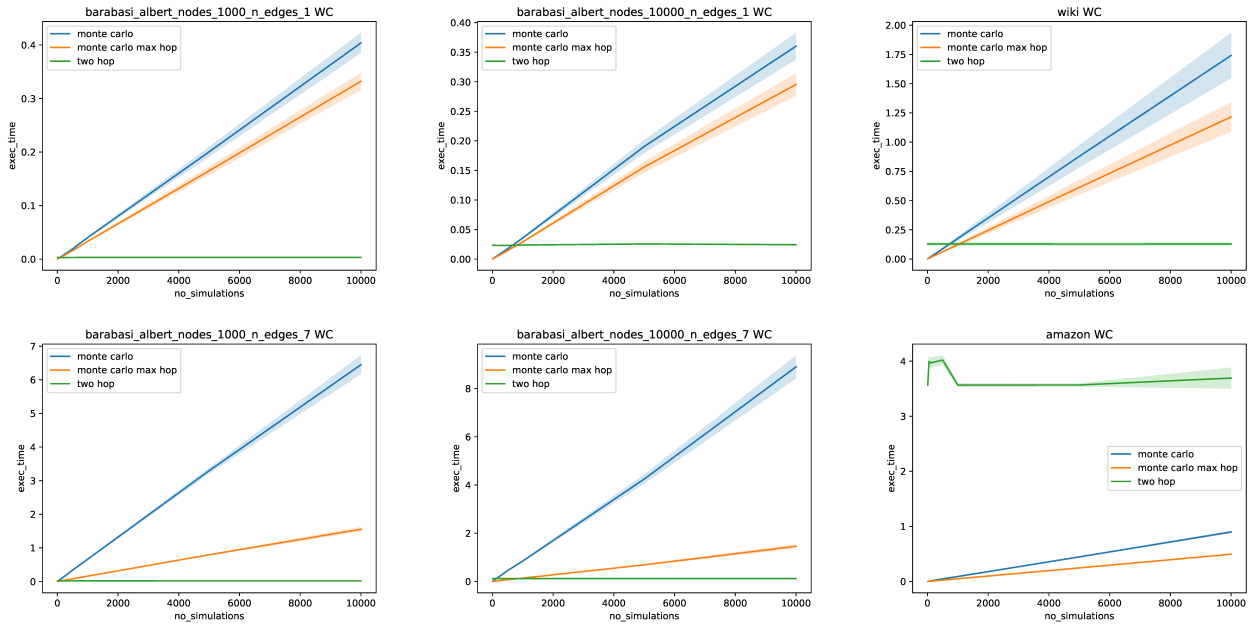 barabasi_albert_nodes_1000_n_edges_1 WC
monte carlo
monte carlo max hop
two hop
exec_time
0.4
0.3
0.2
0.1
0.0
0 2000 4000 6000 8000 10000
no_simulations
barabasi_albert_nodes_10000_n_edges_1 WC
monte carlo
monte carlo max hop
two hop
exec_time
0.40
0.35
0.30
0.25
0.20
0.15
0.10
0.05
0.00
0 2000 4000 6000 8000 10000
no_simulations
wiki WC
monte carlo
monte carlo max hop
two hop
exec_time
2.00
1.75
1.50
1.25
1.00
0.75
0.50
0.25
0.00
0 2000 4000 6000 8000 10000
no_simulations
barabasi_albert_nodes_1000_n_edges_7 WC
monte carlo
monte carlo max hop
two hop
exec_time
7
6
5
4
3
2
1
0
0 2000 4000 6000 8000 10000
no_simulations
barabasi_albert_nodes_10000_n_edges_7 WC
monte carlo
monte carlo max hop
two hop
exec_time
8
6
4
2
0
0 2000 4000 6000 8000 10000
no_simulations
amazon WC
monte carlo
monte carlo max hop
two hop
exec_time
4
3
2
1
0
0 2000 4000 6000 8000 10000
no_simulations